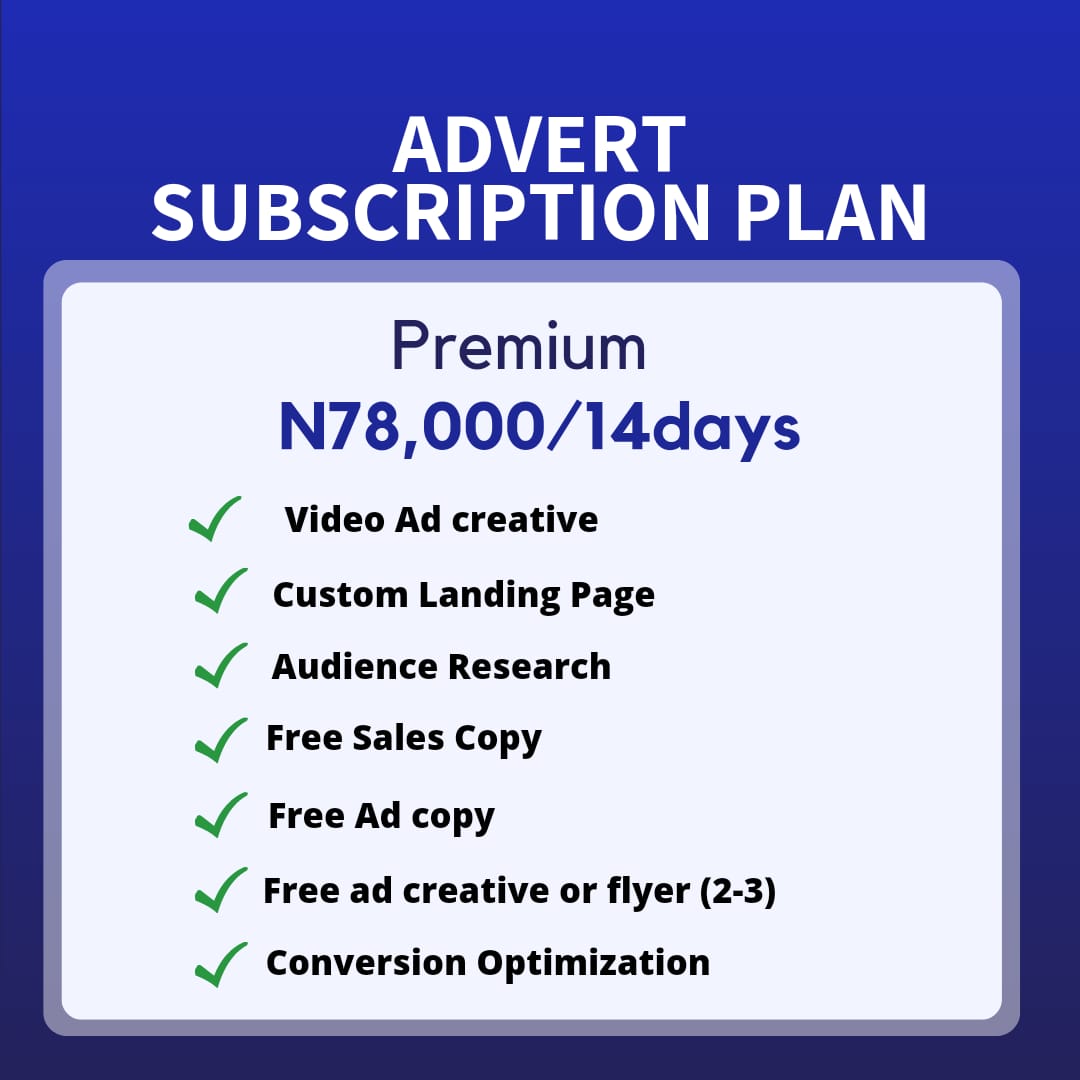 ADVERT
SUBSCRIPTION PLAN
Premium
N78,000/14days
Video Ad creative
Custom Landing Page
Audience Research
Free Sales Copy
Free Ad copy
Free ad creative or flyer (2-3)
Conversion Optimization